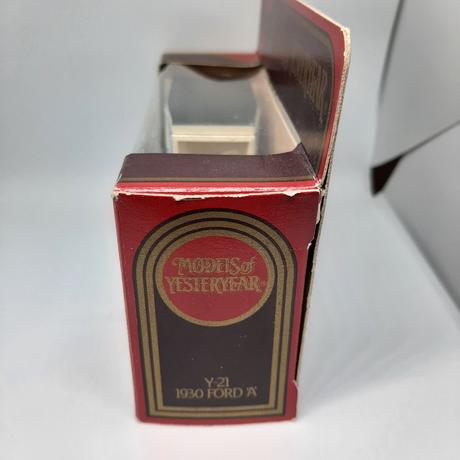 MODELS of
YESTERYEAR
Y-21
1930 FORD 'A'